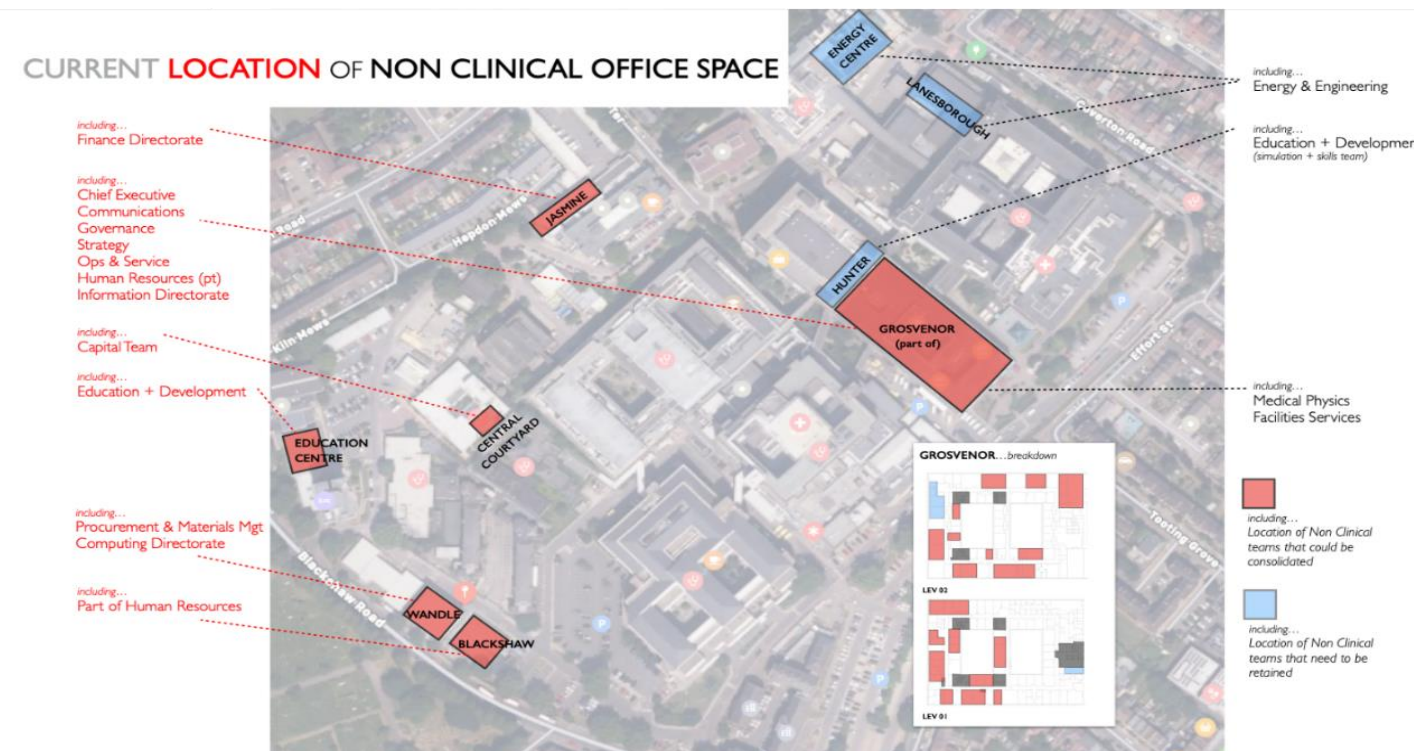 CURRENT LOCATION OF NON CLINICAL OFFICE SPACE
including...
Finance Directorate
including...
Chief Executive
Communications
Governance
Strategy
Ops & Service
Human Resources (pt)
Information Directorate
including...
Capital Team
including...
Education + Development
including...
Procurement & Materials Mgt
Computing Directorate
including...
Part of Human Resources
ENERGY
CENTRE
LANESBOROUGH
JASMINE
HUNTER
GROSVENOR
(part of)
CENTRAL
COURTYARD
EDUCATION
CENTRE
WANDLE
BLACKSHAW
Coverton Road
Ter
Road
Hepdon Mews
Kiln Mews
Effort St
Tooting Grove
Blackshaw Road
GROSVENOR...breakdown
LEV 02
LEV 01
including...
Energy & Engineering
including...
Education + Developmen
(simulation + skills team)
including...
Medical Physics
Facilities Services
including...
Location of Non Clinical
teams that could be
consolidated
including...
Location of Non Clinical
teams that need to be
retained